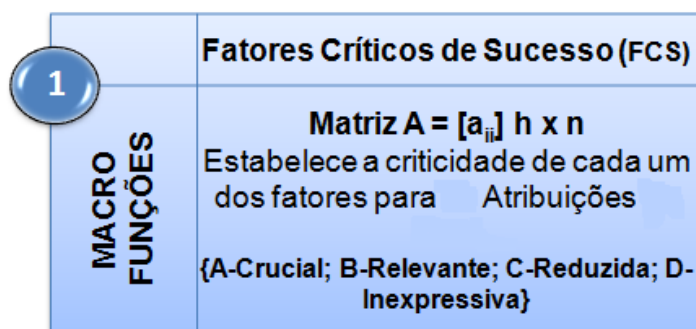 1
Fatores Críticos de Sucesso (FCS)
MACRO
FUNÇÕES
Matriz A = [aij] h x n
Estabelece a criticidade de cada um
dos fatores para Atribuições
{A-Crucial; B-Relevante; C-Reduzida; D-
Inexpressiva}